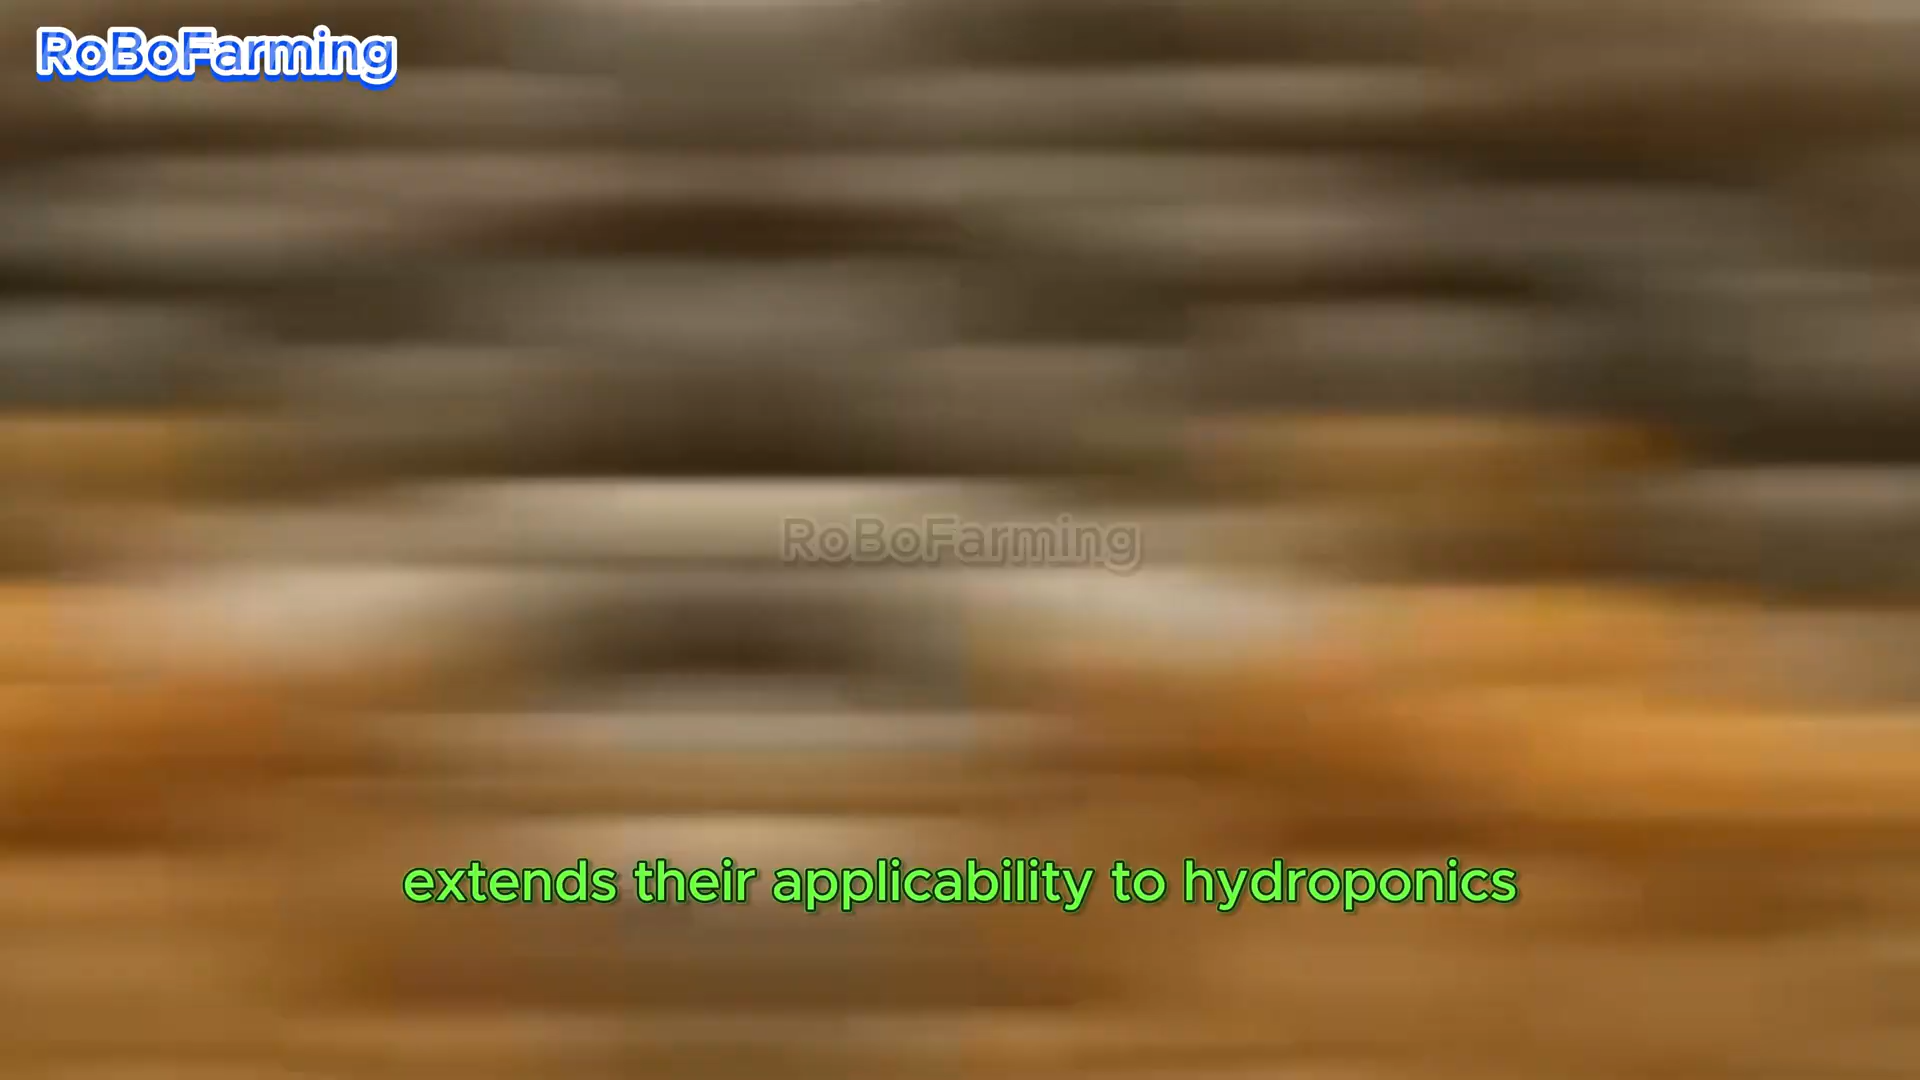 RoBoFarming
RoBoFarming
extends their applicability to hydroponics